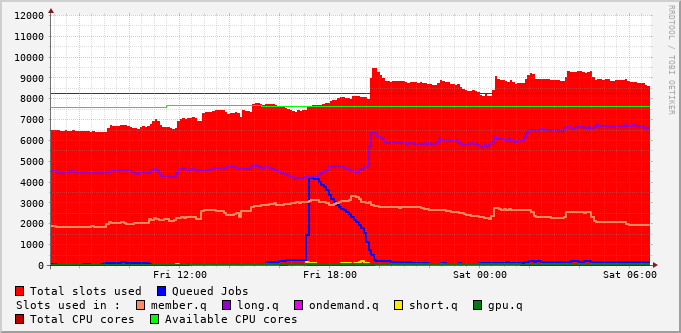 RRDTOOL / TOBI OETIKER
12000
11000
10000
9000
8000
7000
6000
5000
4000
3000
2000
1000
0
Fri 12:00 Fri 18:00 Sat 00:00 Sat 06:00
Total slots used Queued Jobs
Slots used in : member.q long.q ondemand.q short.q gpu.q
Total CPU cores Available CPU cores